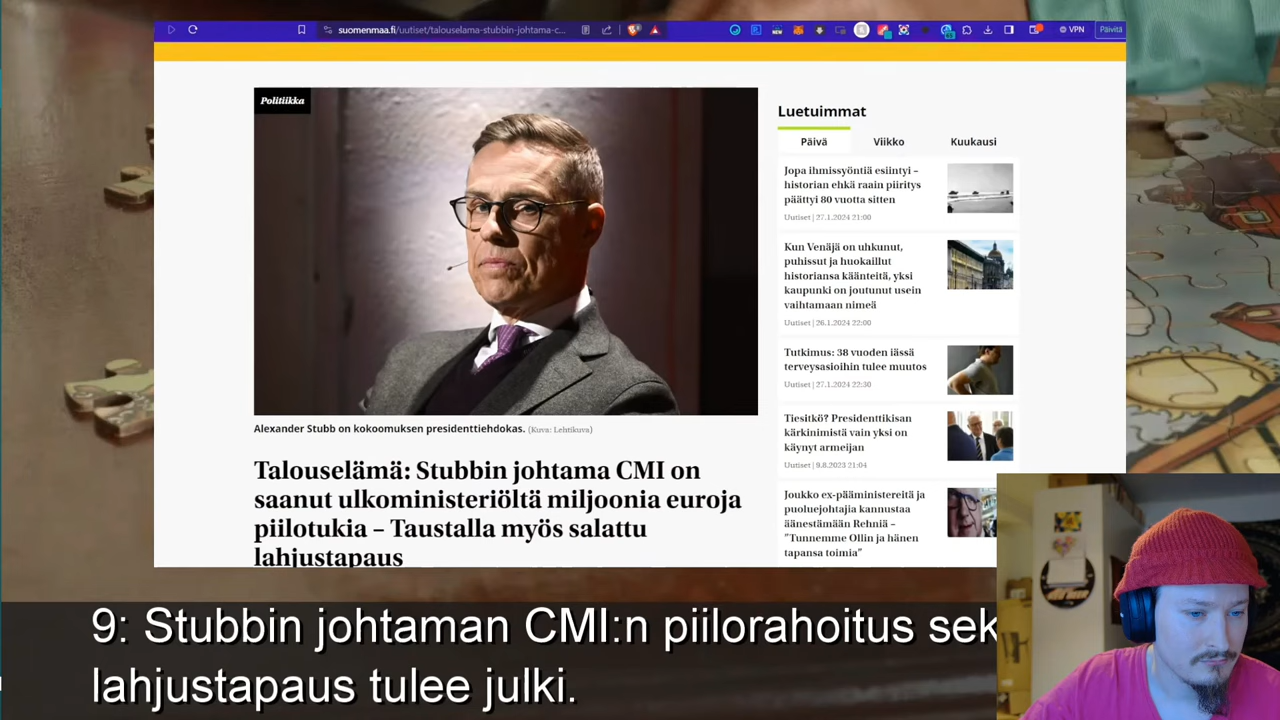 suomenmaa.fi/uutiset/talouselama-stubbin-johtama-c...
VPN
Päivitä
Politiikka
Alexander Stubb on kokoomuksen presidenttiehdokas. (Kuva: Lehtikuva)
Talouselämä: Stubbin johtama CMI on
saanut ulkoministeriöltä miljoonia euroja
piilotukia – Taustalla myös salattu
lahjustapaus
Luetuimmat
Päivä Viikko Kuukausi
Jopa ihmissyöntiä esiintyi –
historian ehkä raain piiritys
päättyi 80 vuotta sitten
Uutiset | 27.1.2024 21:00
Kun Venäjä on uhkunut,
puhissut ja huokaillut
historiansa käänteitä, yksi
kaupunki on joutunut usein
vaihtamaan nimeä
Uutiset | 26.1.2024 22:00
Tutkimus: 38 vuoden iässä
terveysasioihin tulee muutos
Uutiset | 27.1.2024 22:30
Tiesitkö? Presidenttikisan
kärkinimistä vain yksi on
käynyt armeijan
Uutiset | 9.8.2023 21:04
Joukko ex-pääministereitä ja
puoluejohtajia kannustaa
äänestämään Rehniä –
”Tunnemme Ollin ja hänen
tapansa toimia”
9: Stubbin johtaman CMI:n piilorahoitus sek
lahjustapaus tulee julki.